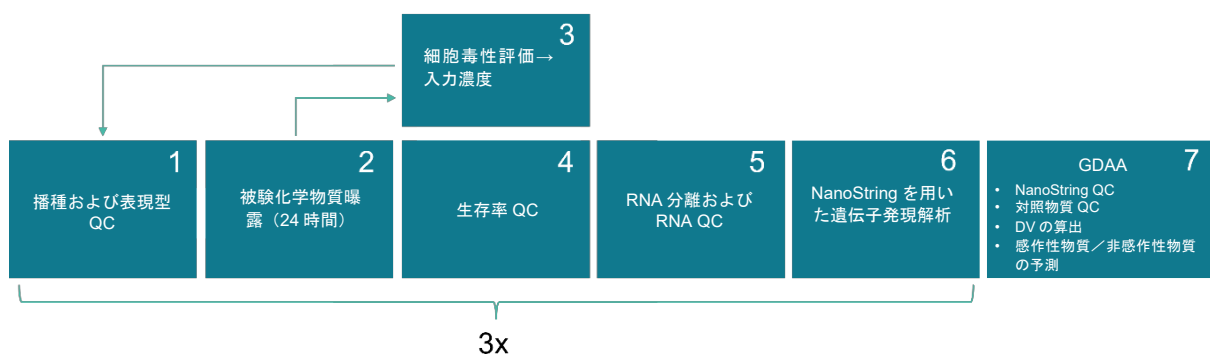 3
細胞毒性評価→
入力濃度
1
播種および表現型
QC
2
被験化学物質曝
露（24 時間）
4
生存率 QC
5
RNA 分離および
RNA QC
6
NanoString を用い
た遺伝子発現解析
7
GDAA
• NanoString QC
• 対照物質 QC
• DV の算出
• 感作性物質／非感作性物質
の予測
3x